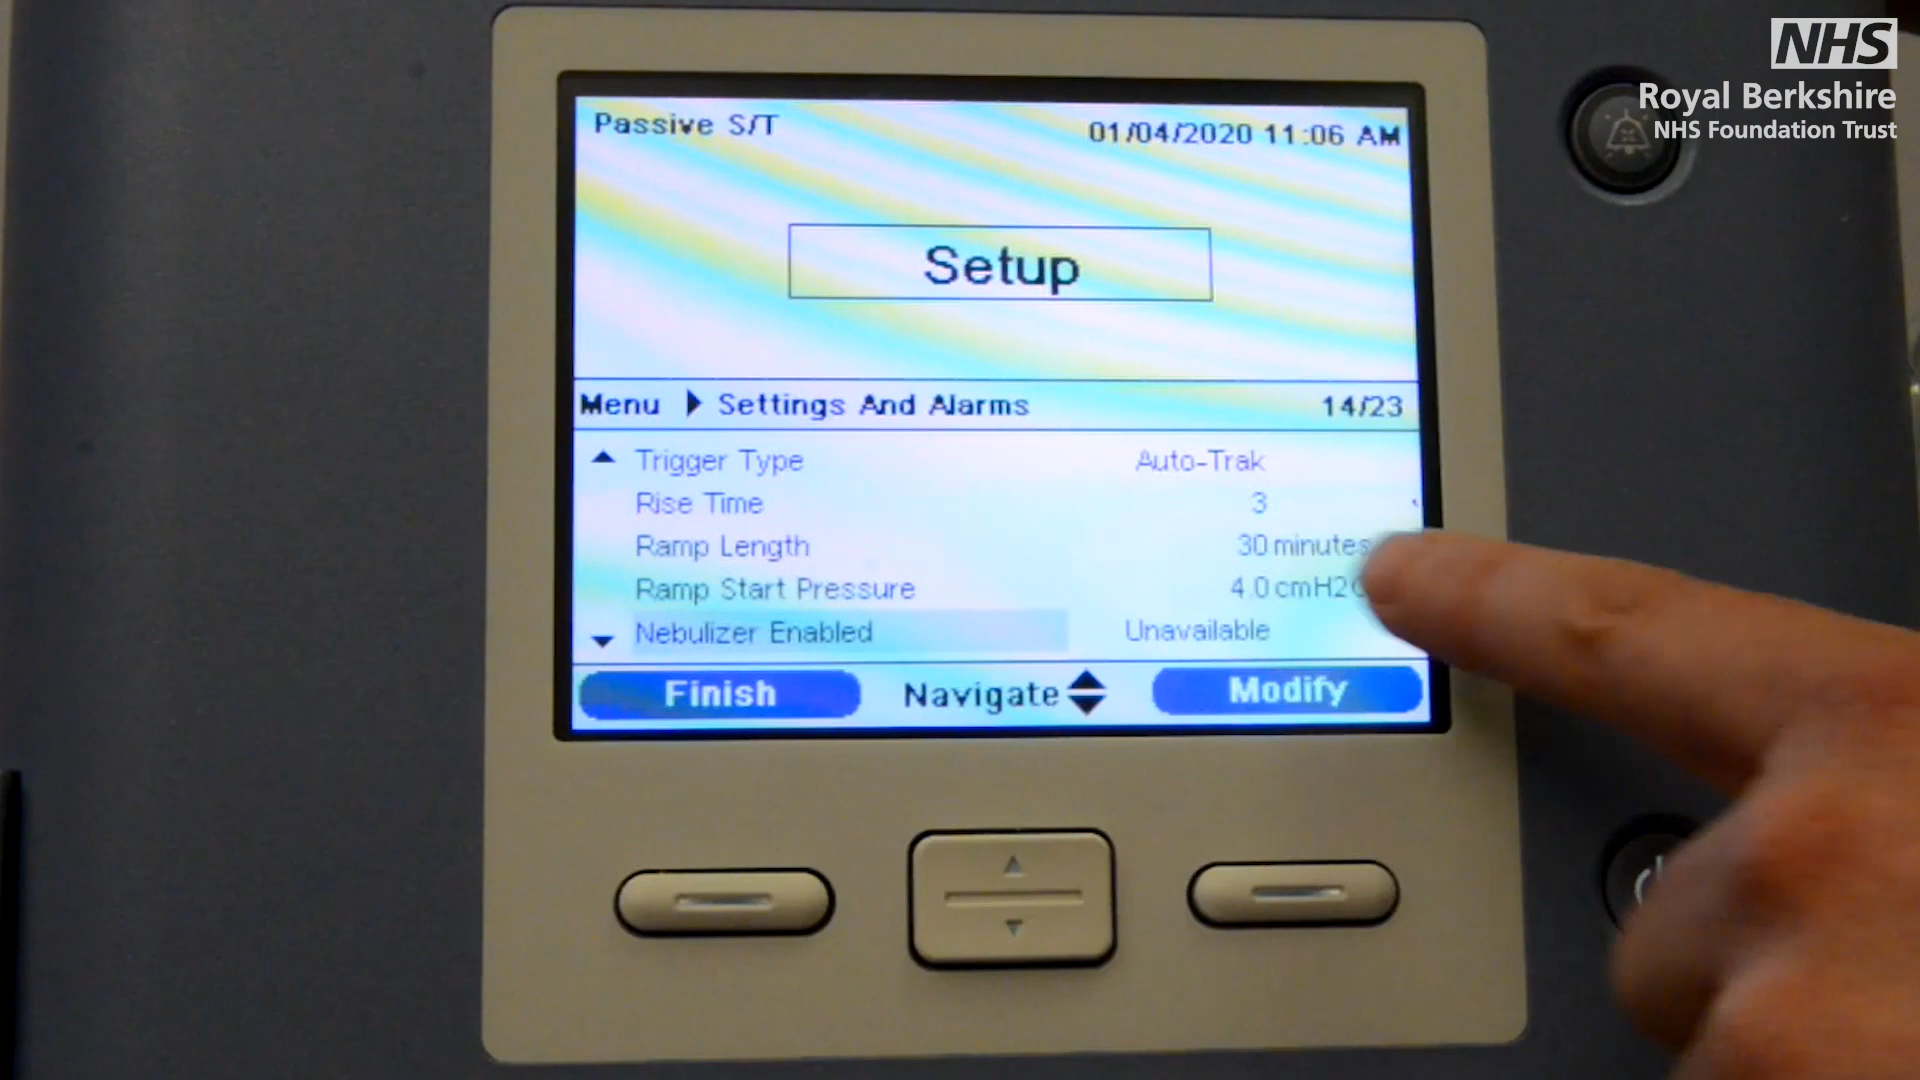 NHS
Royal Berkshire
NHS Foundation Trust
Passive S/T 01/04/2020 11:06 AM
Setup
Menu Settings And Alarms 14/23
Trigger Type Auto-Trak
Rise Time 3
Ramp Length 30 minutes
Ramp Start Pressure 4.0 cmH2O
Nebulizer Enabled Unavailable
Finish Navigate Modify